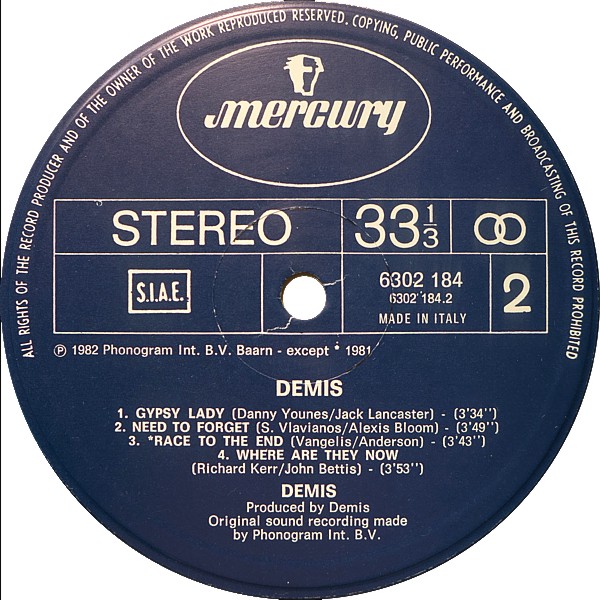 ALL RIGHTS OF THE RECORD PRODUCER AND OF THE OWNER OF THE WORK REPRODUCED RESERVED. COPYING, PUBLIC PERFORMANCE AND BROADCASTING OF THIS RECORD PROHIBITED
mercury
STEREO 33 1/3
S.I.A.E. 6302 184 2
6302 184.2
MADE IN ITALY
℗ 1982 Phonogram Int. B.V. Baarn - except * 1981
DEMIS
1. GYPSY LADY (Danny Younes/Jack Lancaster) - (3'34'')
2. NEED TO FORGET (S. Vlavianos/Alexis Bloom) - (3'49'')
3. *RACE TO THE END (Vangelis/Anderson) - (3'43'')
4. WHERE ARE THEY NOW
(Richard Kerr/John Bettis) - (3'53'')
DEMIS
Produced by Demis
Original sound recording made
by Phonogram Int. B.V.